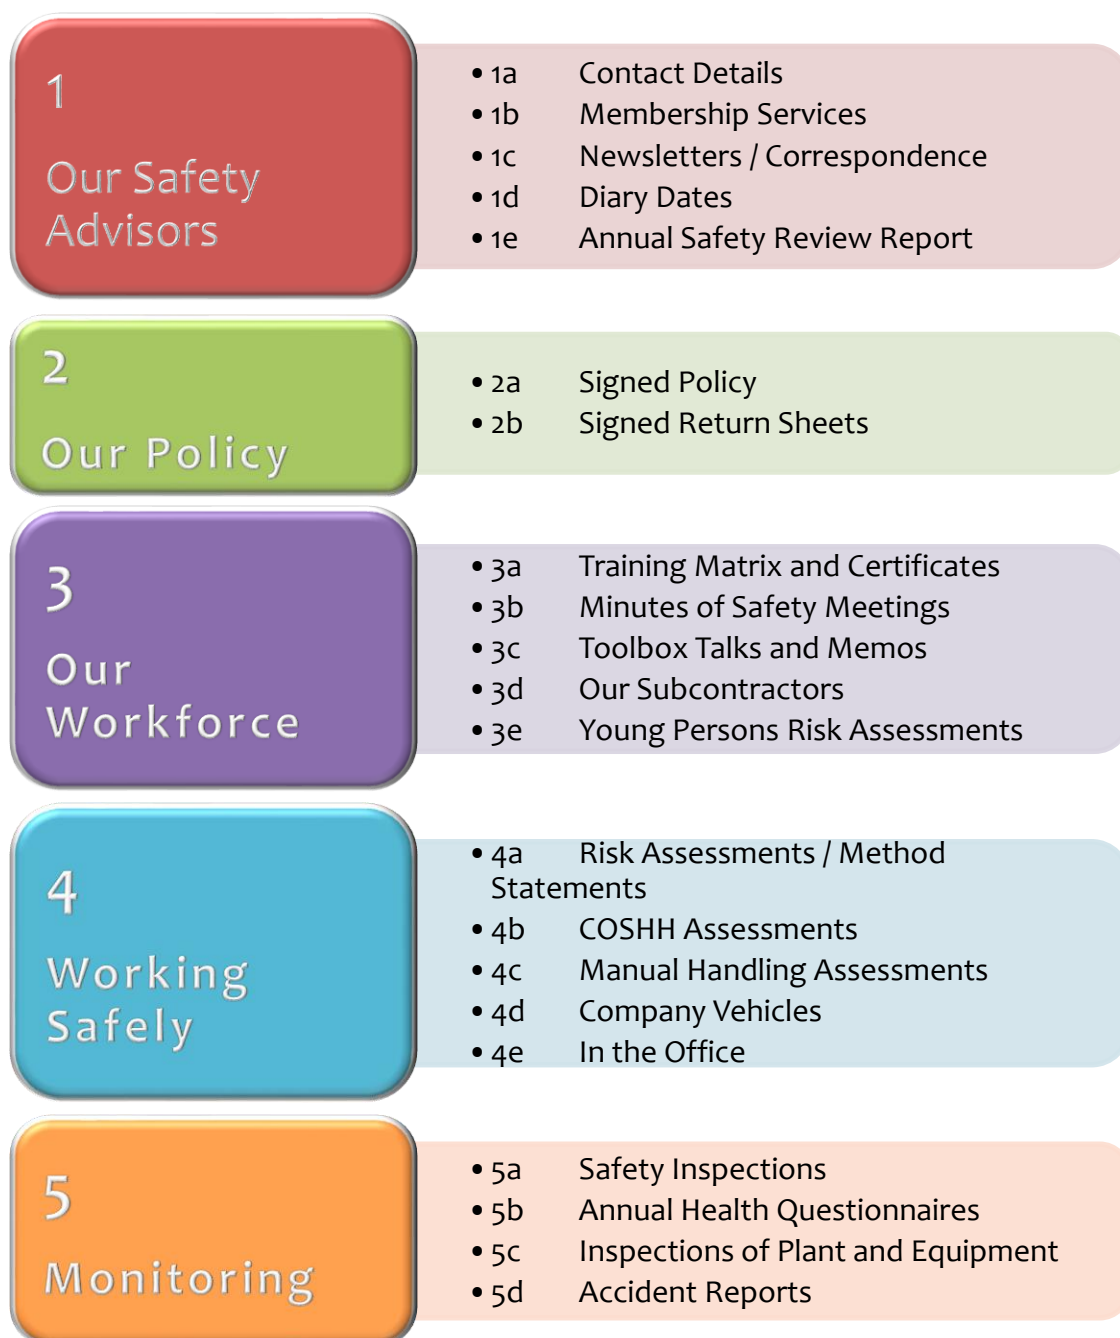 1
Our Safety
Advisors
• 1a Contact Details
• 1b Membership Services
• 1c Newsletters / Correspondence
• 1d Diary Dates
• 1e Annual Safety Review Report
2
Our Policy
• 2a Signed Policy
• 2b Signed Return Sheets
3
Our
Workforce
• 3a Training Matrix and Certificates
• 3b Minutes of Safety Meetings
• 3c Toolbox Talks and Memos
• 3d Our Subcontractors
• 3e Young Persons Risk Assessments
4
Working
Safely
• 4a Risk Assessments / Method
Statements
• 4b COSHH Assessments
• 4c Manual Handling Assessments
• 4d Company Vehicles
• 4e In the Office
5
Monitoring
• 5a Safety Inspections
• 5b Annual Health Questionnaires
• 5c Inspections of Plant and Equipment
• 5d Accident Reports